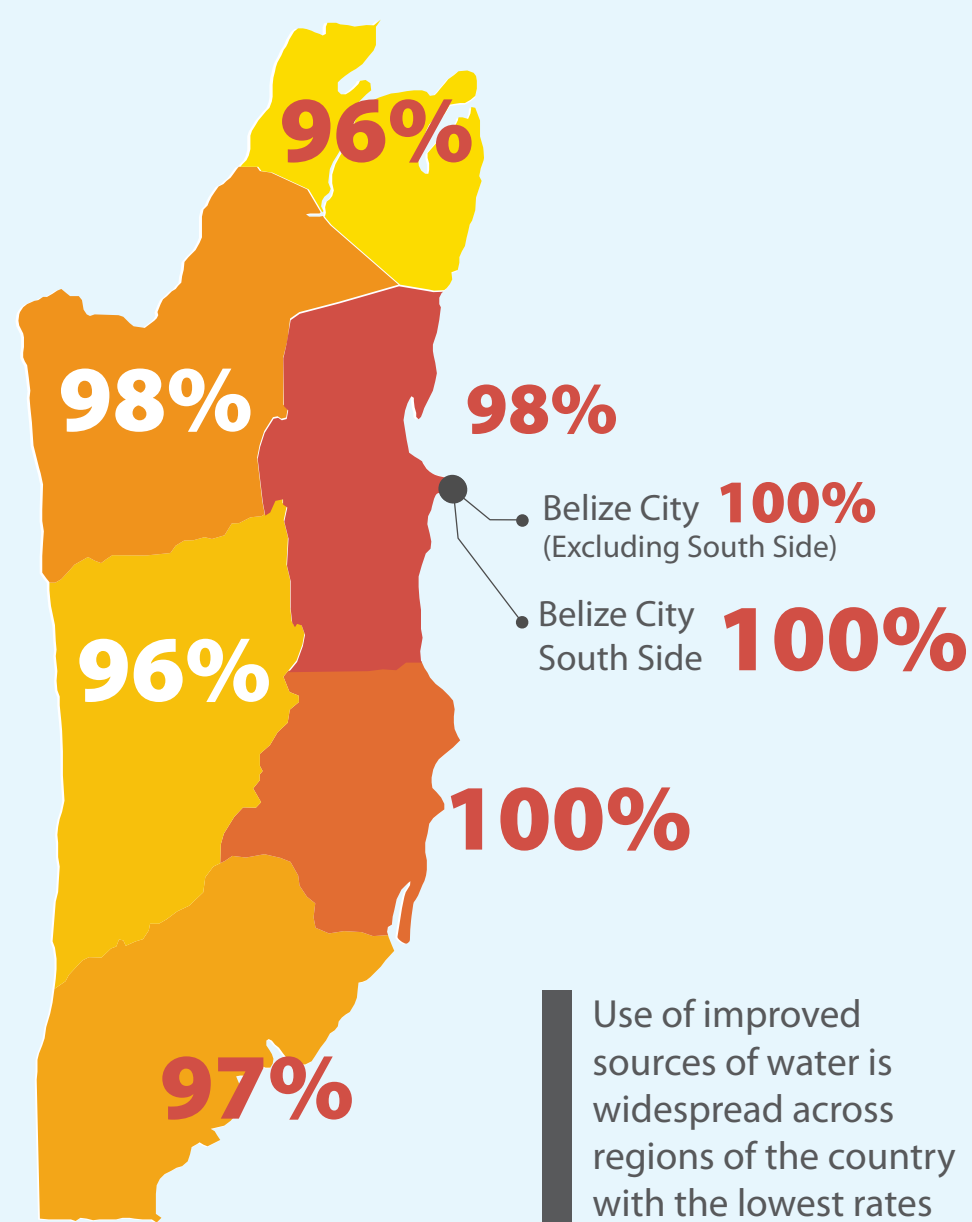 96%
98%
98%
Belize City 100%
(Excluding South Side)
Belize City
South Side 100%
96%
100%
97%
Use of improved
sources of water is
widespread across
regions of the country
with the lowest rates